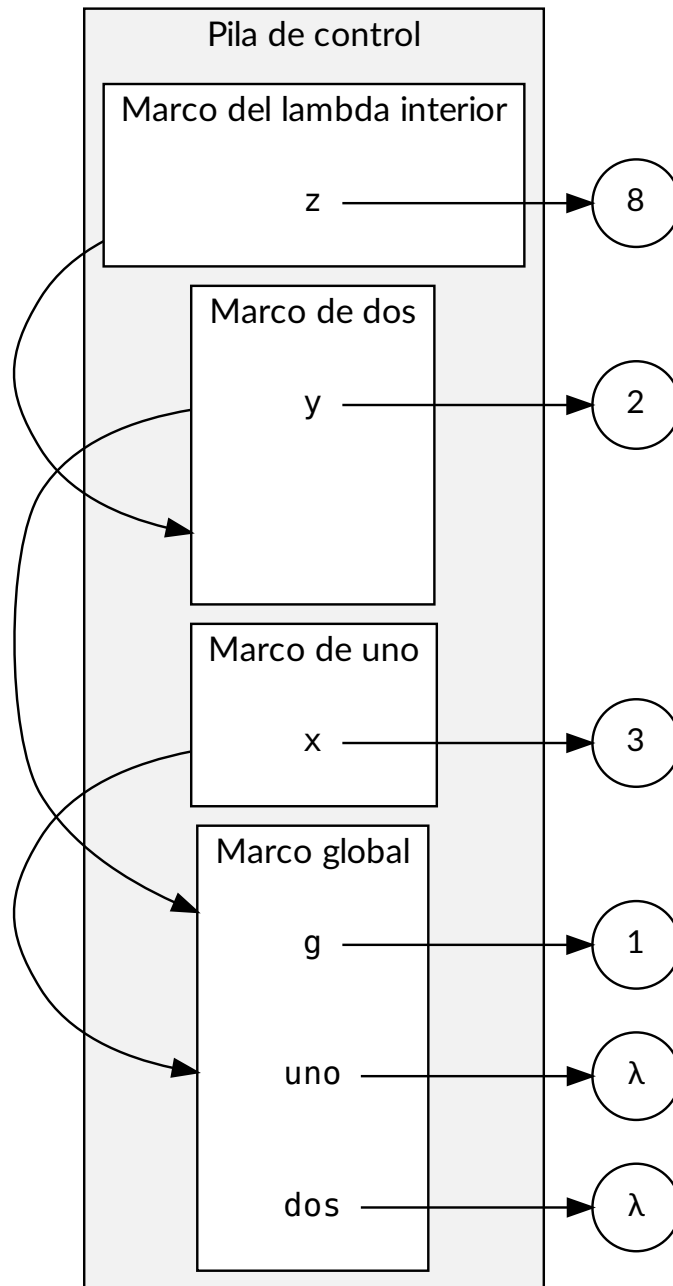 Pila de control
Marco del lambda interior
z 8
Marco de dos
y 2
Marco de uno
x 3
Marco global
g 1
uno λ
dos λ